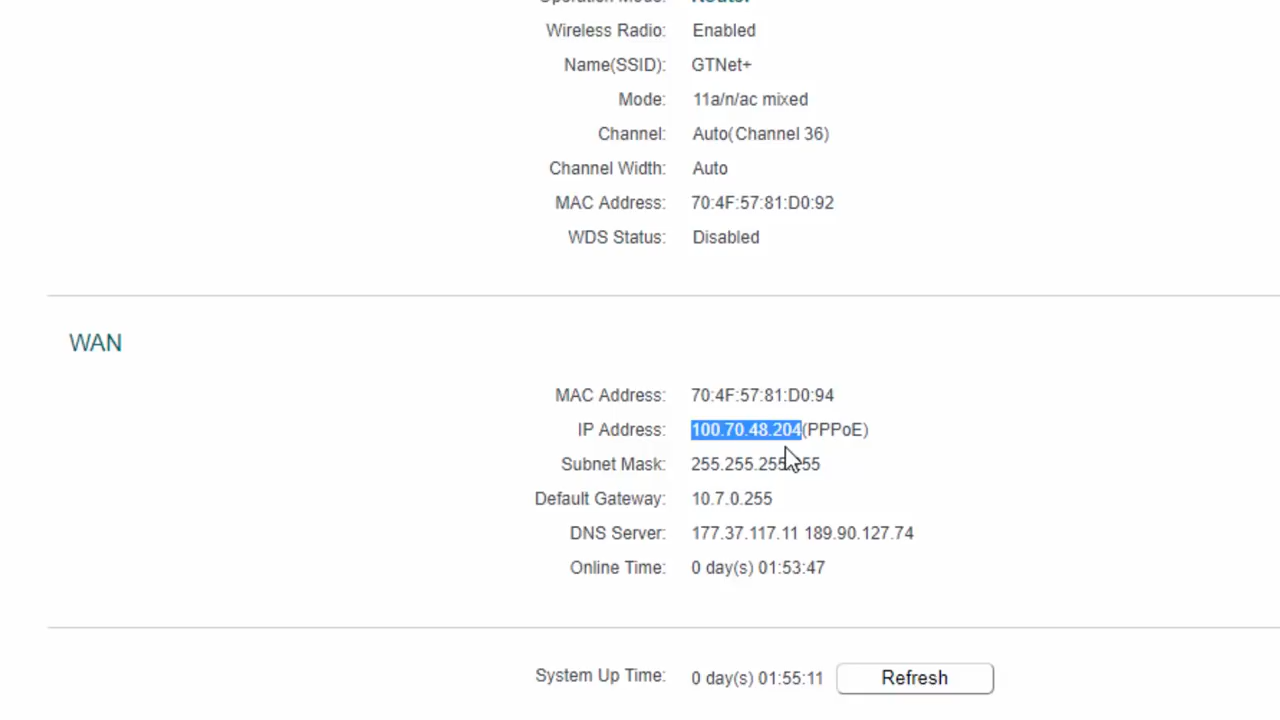 Operation Mode: Router
Wireless Radio: Enabled
Name(SSID): GTNet+
Mode: 11a/n/ac mixed
Channel: Auto(Channel 36)
Channel Width: Auto
MAC Address: 70:4F:57:81:D0:92
WDS Status: Disabled
WAN
MAC Address: 70:4F:57:81:D0:94
IP Address: 100.70.48.204(PPPoE)
Subnet Mask: 255.255.255.255
Default Gateway: 10.7.0.255
DNS Server: 177.37.117.11 189.90.127.74
Online Time: 0 day(s) 01:53:47
System Up Time: 0 day(s) 01:55:11 Refresh